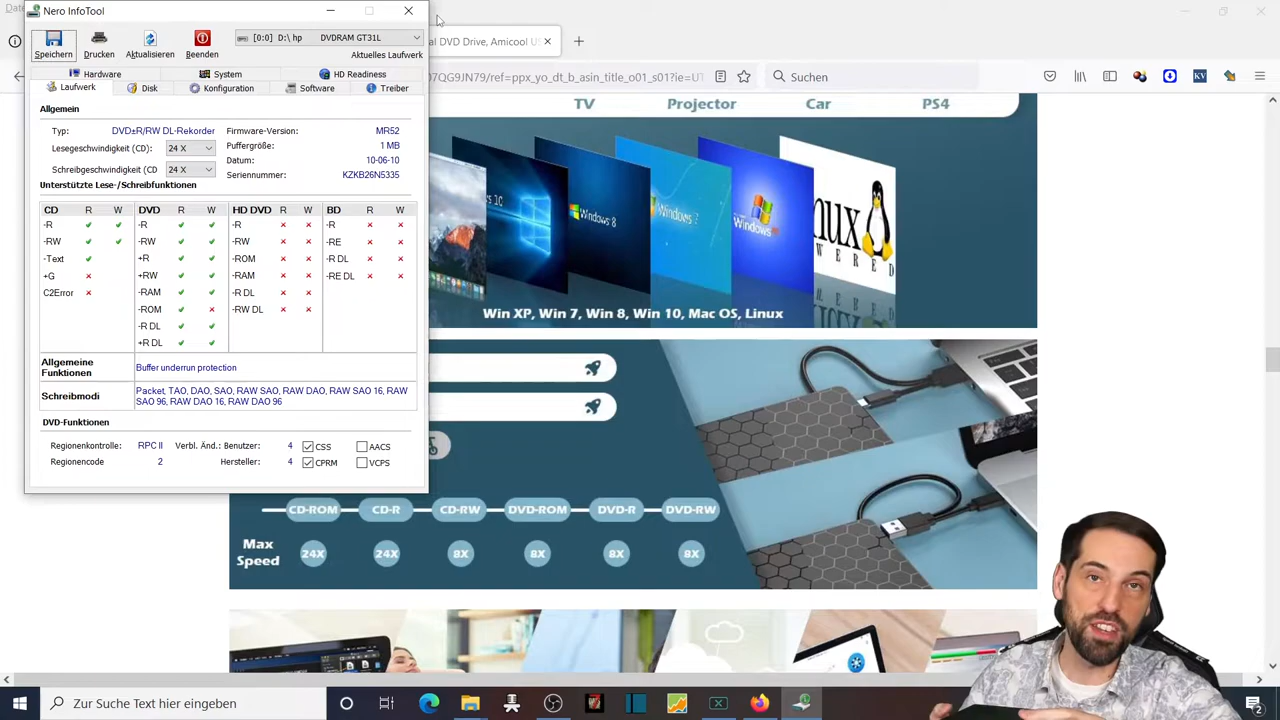 Nero InfoTool
al DVD Drive, Amicool U
Speichern
Drucken
Aktualisieren
Beenden
[0:0] D:\ hp DVDRAM GT31L
Aktuelles Laufwerk
Hardware
System
HD Readiness
Laufwerk
Disk
Konfiguration
Software
Treiber
07QG9JN79/ref=ppx_yo_dt_b_asin_title_o01_s01?ie=UT
Suchen
KV
Allgemein
Typ: DVD±R/RW DL-Rekorder
Lesegeschwindigkeit (CD): 24 X
Schreibgeschwindigkeit (CD 24 X
Firmware-Version: MR52
Puffergröße: 1 MB
Datum: 10-06-10
Seriennummer: KZKB26N5335
Unterstützte Lese-/Schreibfunktionen
CD R W DVD R W HD DVD R W BD R W
-R -R -R -R
-RW -RW -RW -RE
-Text +R -ROM -R DL
+G +RW -RAM -RE DL
C2Error -RAM -R DL
-ROM -RW DL
-R DL
+R DL
Allgemeine Funktionen
Buffer underrun protection
Schreibmodi
Packet, TAO, DAO, SAO, RAW SAO, RAW DAO, RAW SAO 16, RAW
SAO 96, RAW DAO 16, RAW DAO 96
DVD-Funktionen
Regionenkontrolle: RPC II Verbl. Änd.: Benutzer: 4 CSS AACS
Regionencode 2 Hersteller: 4 CPRM VCPS
TV Projector Car PS4
Windows 8
Windows
Windows
WERED
Win XP, Win 7, Win 8, Win 10, Mac OS, Linux
CD-ROM CD-R CD-RW DVD-ROM DVD-R DVD-RW
Max Speed
24X 24X 8X 8X 8X 8X
Zur Suche Text hier eingeben
2